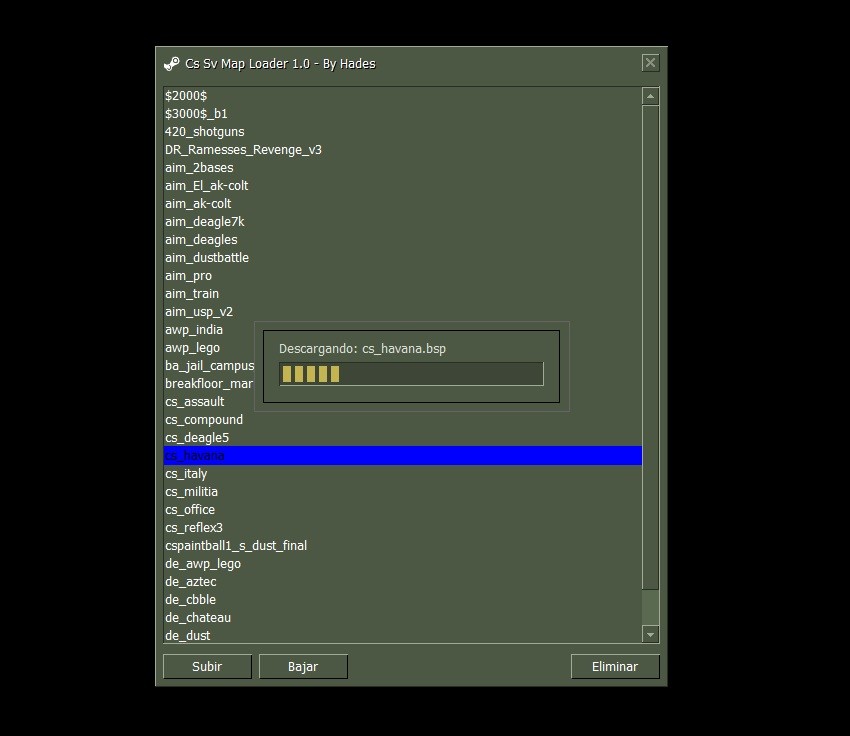 Cs Sv Map Loader 1.0 - By Hades
$2000$
$3000$_b1
420_shotguns
DR_Ramesses_Revenge_v3
aim_2bases
aim_El_ak-colt
aim_ak-colt
aim_deagle7k
aim_deagles
aim_dustbattle
aim_pro
aim_train
aim_usp_v2
awp_india
awp_lego
ba_jail_campus
breakfloor_mar
Descargando: cs_havana.bsp
cs_assault
cs_compound
cs_deagle5
cs_havana
cs_italy
cs_militia
cs_office
cs_reflex3
cspaintball1_s_dust_final
de_awp_lego
de_aztec
de_cbble
de_chateau
de_dust
Subir
Bajar
Eliminar